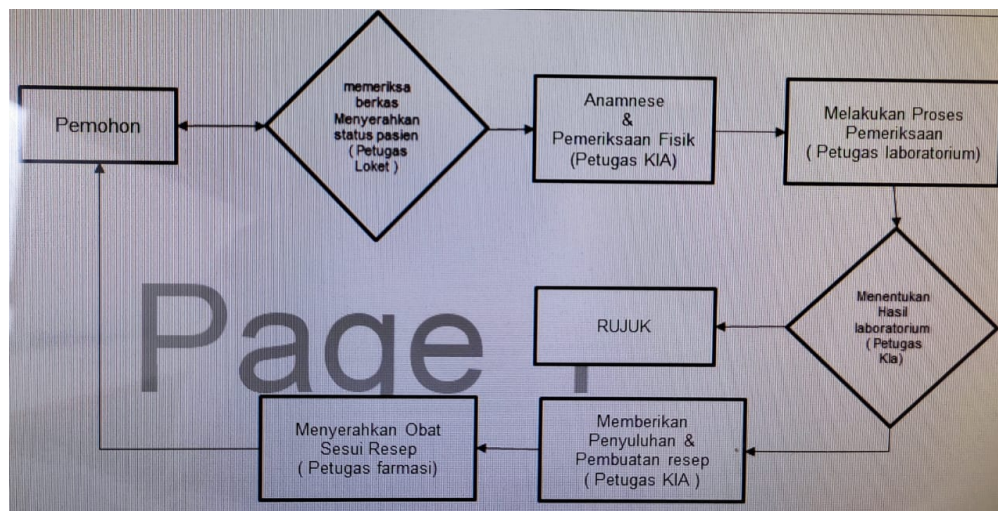 Pemohon
memeriksa
berkas
Menyerahkan
status pasien
( Petugas
Loket )
Anamnese
&
Pemeriksaan Fisik
(Petugas KIA)
Melakukan Proses
Pemeriksaan
( Petugas laboratorium)
Menentukan
Hasil
laboratorium
( Petugas
KIa)
RUJUK
Memberikan
Penyuluhan &
Pembuatan resep
( Petugas KIA )
Menyerahkan Obat
Sesui Resep
( Petugas farmasi)
Page 1